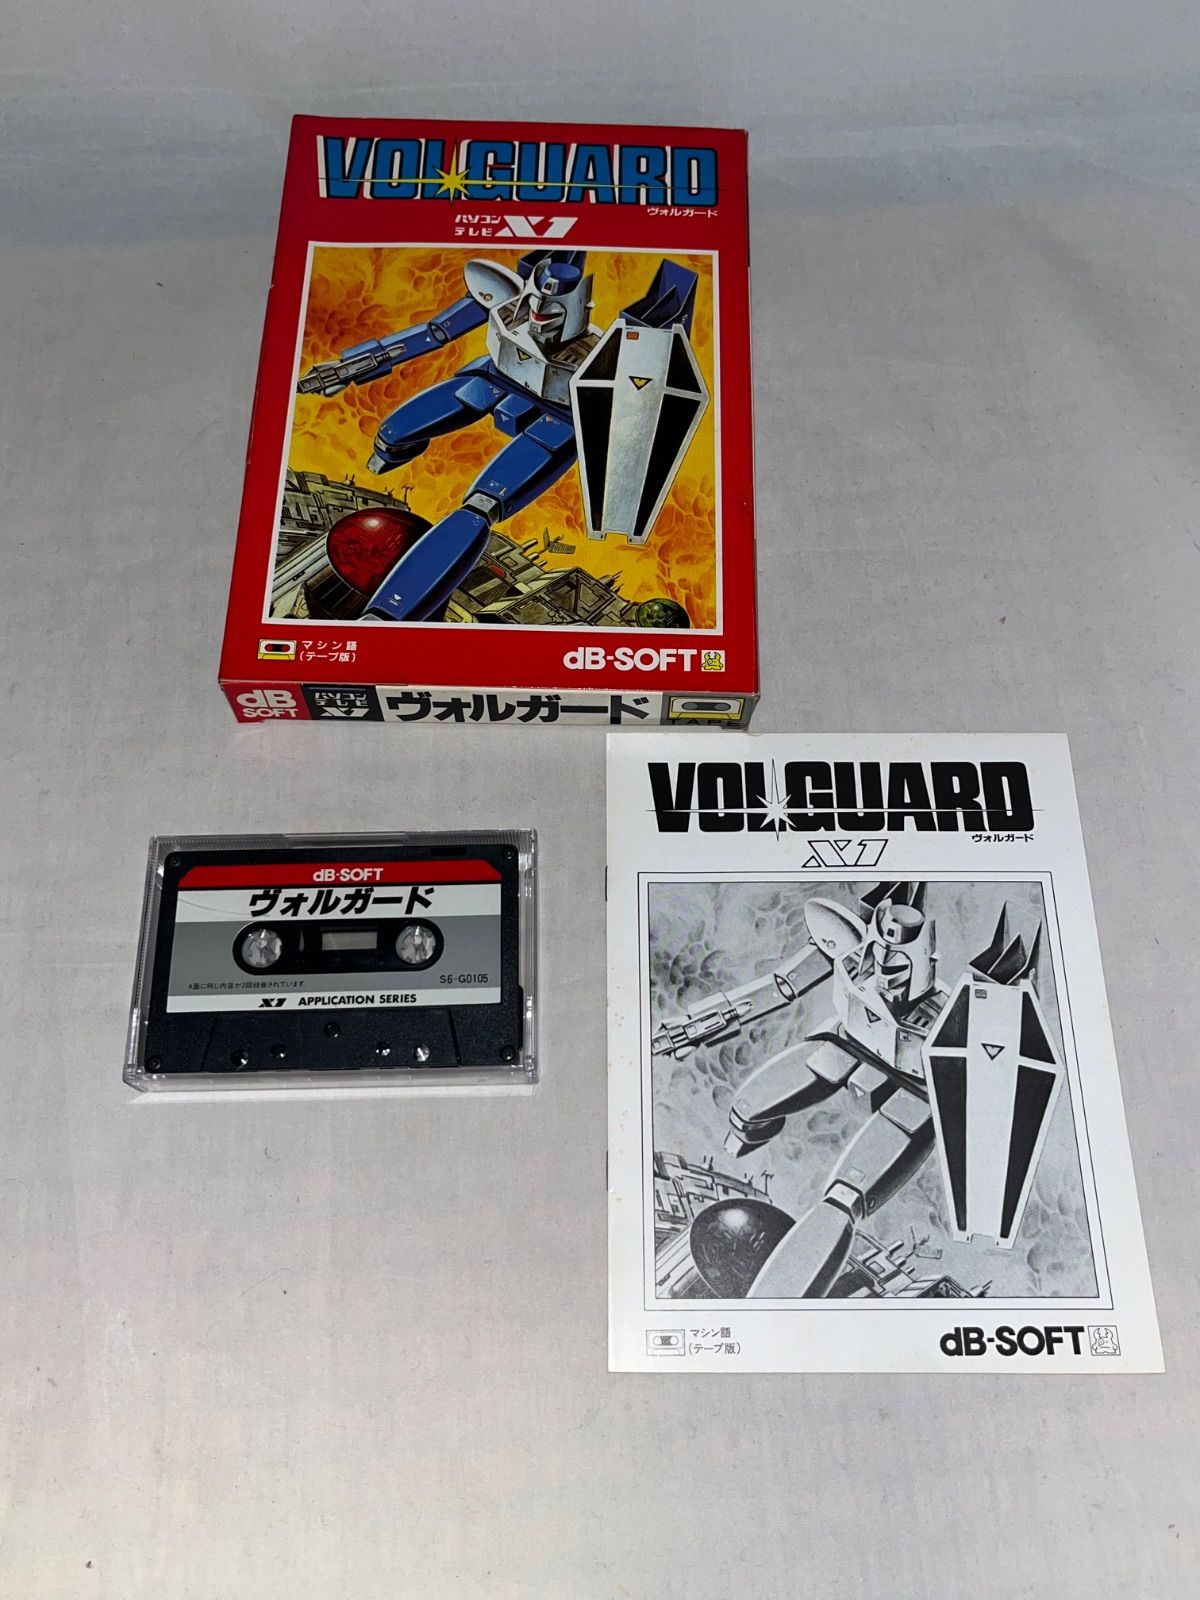 VOLGUARD
ヴォルガード
パソコン
テレビ X1
マシン語
(テープ版)
dB-SOFT
dB
SOFT
パソコン
テレビ
X1
ヴォルガード
TAPE
VOLGUARD
ヴォルガード
X1
マシン語
(テープ版)
dB-SOFT
dB-SOFT
ヴォルガード
S6-G0105
A面に同じ内容が2回録音されています。
X1 APPLICATION SERIES